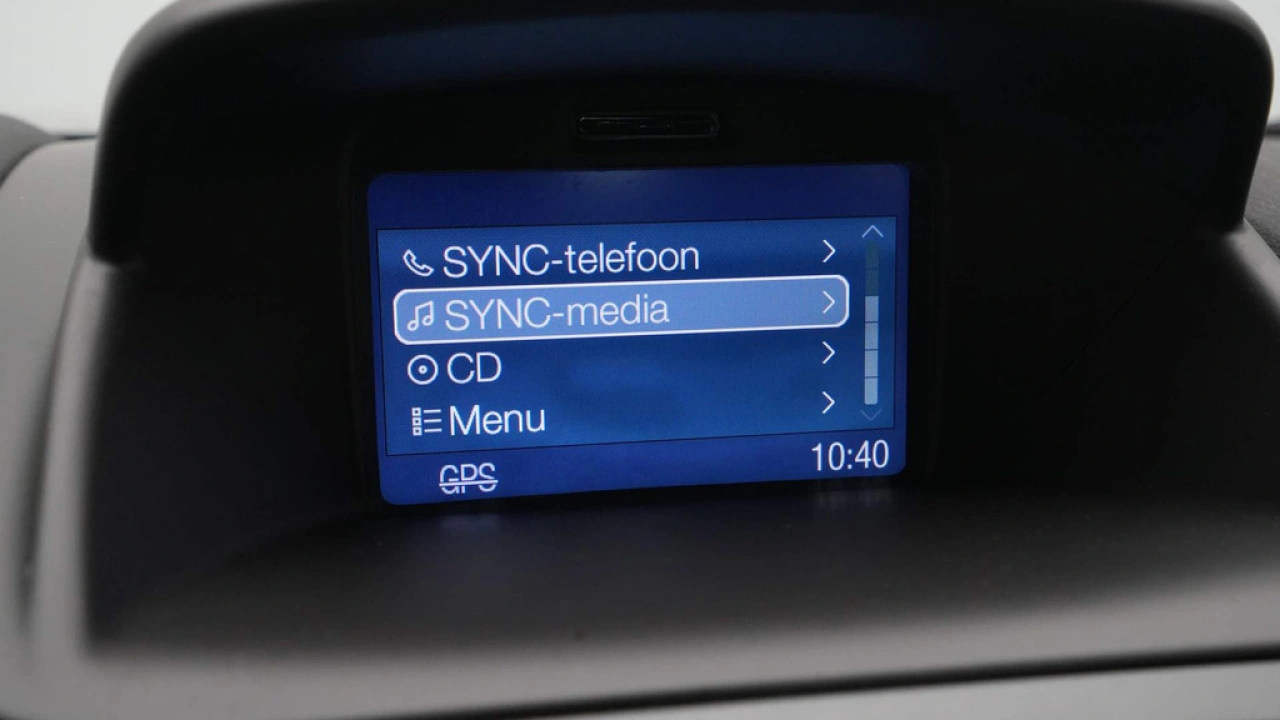 SYNC-telefoon
SYNC-media
CD
Menu
GPS
10:40